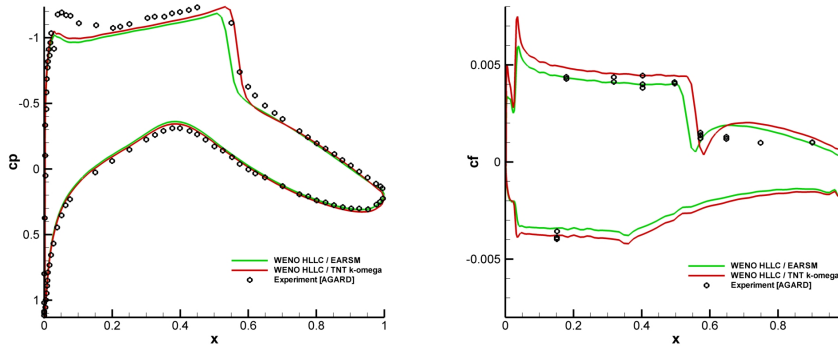 cp
-1
-0.5
0
0.5
1
0
0.2
0.4
0.6
0.8
1
x
WENO HLLC / EARSM
WENO HLLC / TNT k-omega
Experiment [AGARD]
cf
0.005
0
-0.005
0
0.2
0.4
0.6
0.8
x
WENO HLLC / EARSM
WENO HLLC / TNT k-omega
Experiment [AGARD]